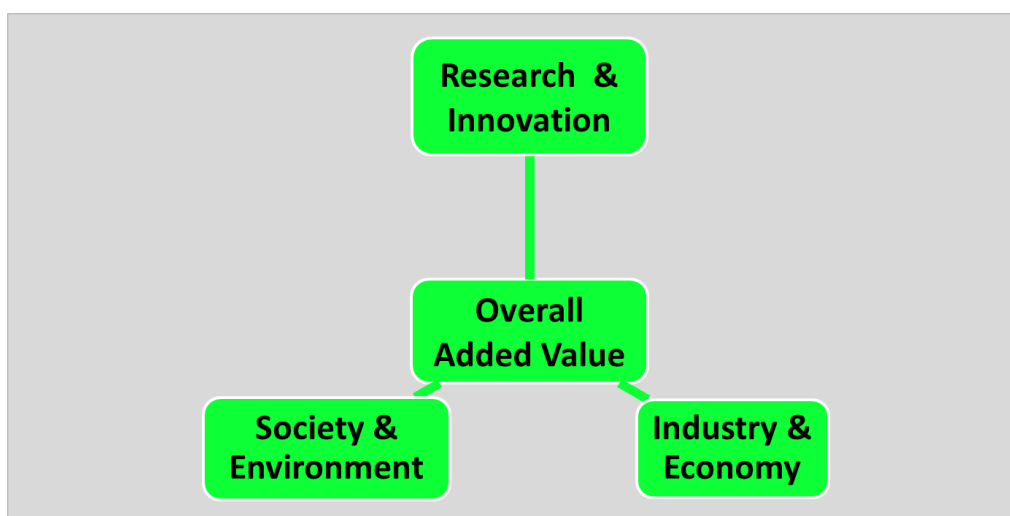 Research &
Innovation
Overall
Added Value
Society &
Environment
Industry &
Economy